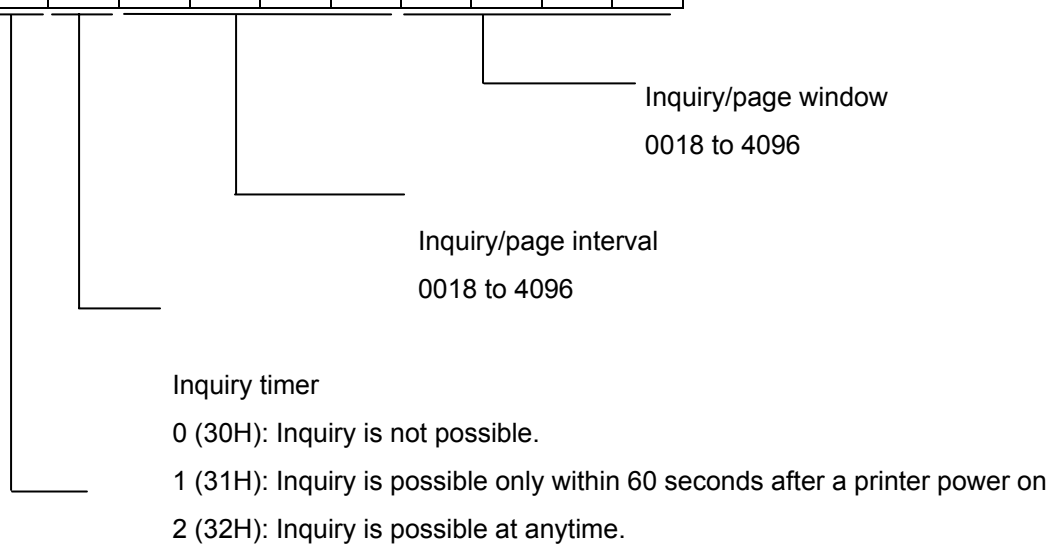 Inquiry/page window
0018 to 4096
Inquiry/page interval
0018 to 4096
Inquiry timer
0 (30H): Inquiry is not possible.
1 (31H): Inquiry is possible only within 60 seconds after a printer power on
2 (32H): Inquiry is possible at anytime.